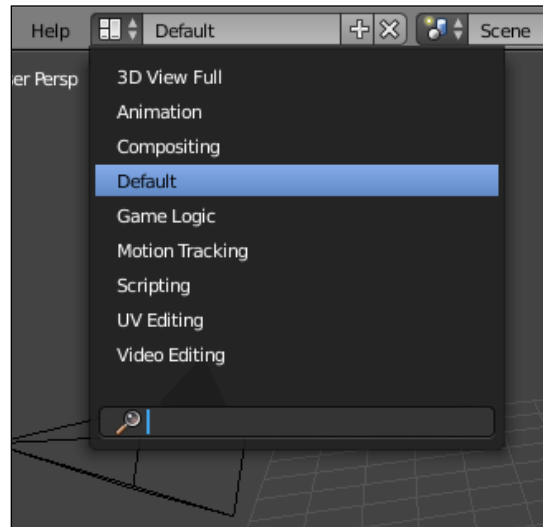 Help Default Scene
er Persp
3D View Full
Animation
Compositing
Default
Game Logic
Motion Tracking
Scripting
UV Editing
Video Editing